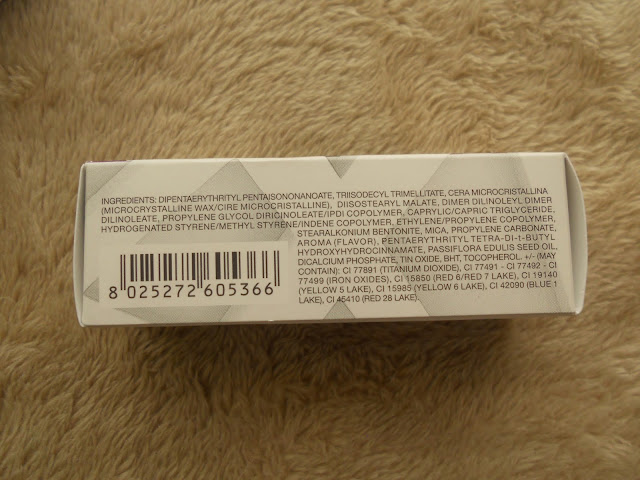 INGREDIENTS: DIPENTAERYTHRITYL PENTAISONONANOATE, TRIISODECYL TRIMELLITATE, CERA MICROCRISTALLINA
(MICROCRYSTALLINE WAX/CIRE MICROCRISTALLINE), DIISOSTEARYL MALATE, DIMER DILINOLEYL DIMER
DILINOLEATE, PROPYLENE GLYCOL DIRICINOLEATE/IPDI COPOLYMER, CAPRYLIC/CAPRIC TRIGLYCERIDE,
HYDROGENATED STYRENE/METHYL STYRENE/INDENE COPOLYMER, ETHYLENE/PROPYLENE COPOLYMER,
STEARALKONIUM BENTONITE, MICA, PROPYLENE CARBONATE,
AROMA (FLAVOR), PENTAERYTHRITYL TETRA-DI-t-BUTYL
HYDROXYHYDROCINNAMATE, PASSIFLORA EDULIS SEED OIL,
DICALCIUM PHOSPHATE, TIN OXIDE, BHT, TOCOPHEROL. +/- (MAY
CONTAIN): CI 77891 (TITANIUM DIOXIDE), CI 77491 - CI 77492 - CI
77499 (IRON OXIDES), CI 15850 (RED 6/RED 7 LAKE), CI 19140
(YELLOW 5 LAKE), CI 15985 (YELLOW 6 LAKE), CI 42090 (BLUE 1
LAKE), CI 45410 (RED 28 LAKE).
8 025272 605366